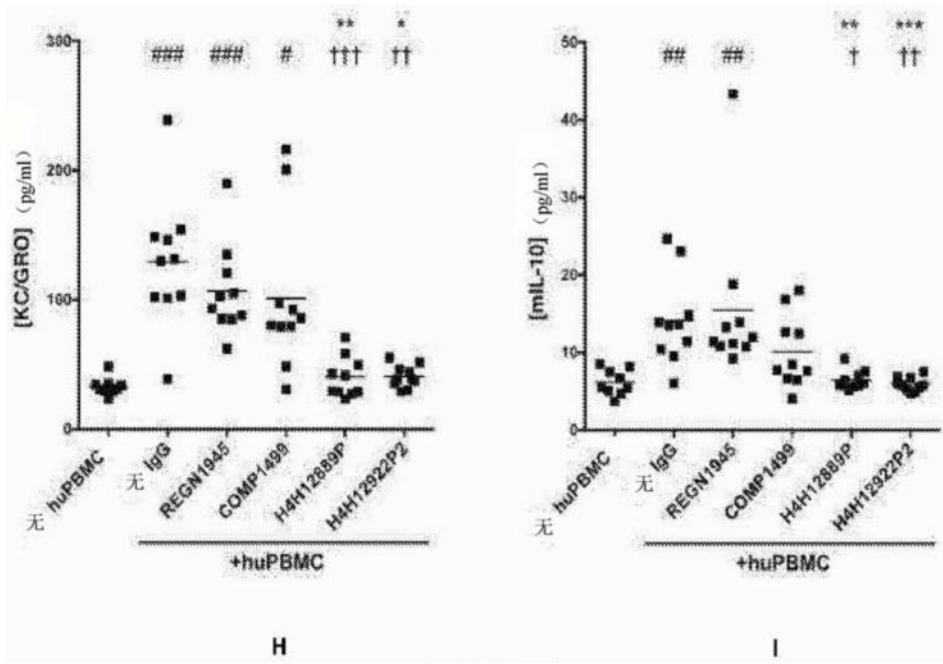 ** *
### ### # ††† ††
300
200
100
0
[KC/GRO] (pg/ml)
无 huPBMC
无 IgG
REGN1945
COMP1499
H4H12889P
H4H12922P2
+huPBMC
H
** ***
## ## † ††
50
40
30
20
10
0
[mIL-10] (pg/ml)
无 huPBMC
无 IgG
REGN1945
COMP1499
H4H12889P
H4H12922P2
+huPBMC
I